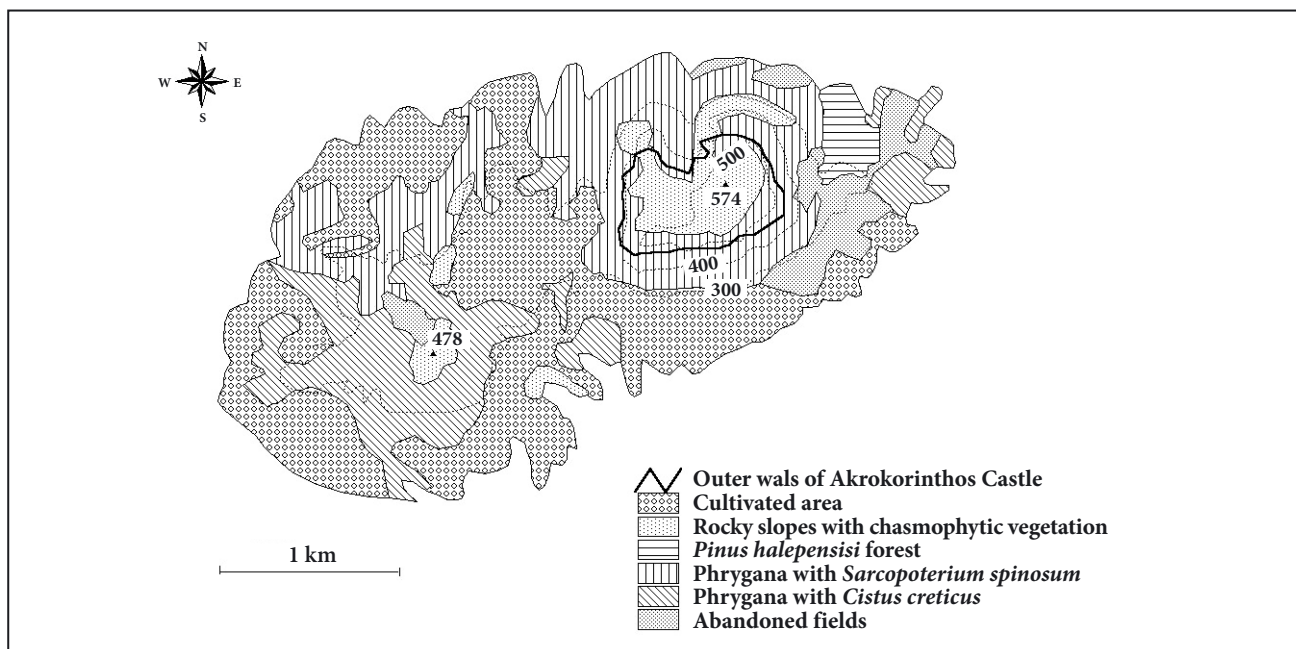 N
W E
S
500
574
400
300
478
Outer wals of Akrokorinthos Castle
Cultivated area
Rocky slopes with chasmophytic vegetation
Pinus halepensisi forest
Phrygana with Sarcopoterium spinosum
Phrygana with Cistus creticus
Abandoned fields
1 km